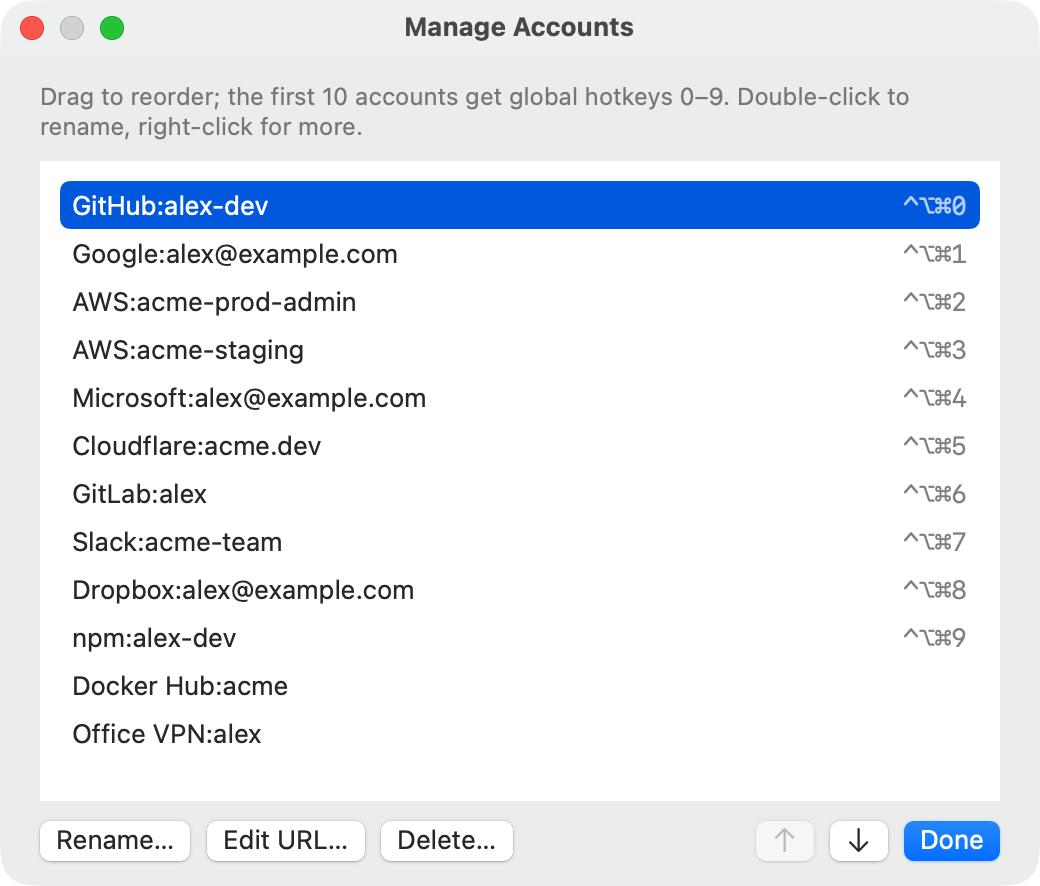 Manage Accounts
Drag to reorder; the first 10 accounts get global hotkeys 0–9. Double-click to
rename, right-click for more.
GitHub:alex-dev ^⌥⌘0
Google:alex@example.com ^⌥⌘1
AWS:acme-prod-admin ^⌥⌘2
AWS:acme-staging ^⌥⌘3
Microsoft:alex@example.com ^⌥⌘4
Cloudflare:acme.dev ^⌥⌘5
GitLab:alex ^⌥⌘6
Slack:acme-team ^⌥⌘7
Dropbox:alex@example.com ^⌥⌘8
npm:alex-dev ^⌥⌘9
Docker Hub:acme
Office VPN:alex
Rename... Edit URL... Delete... ↑ ↓ Done